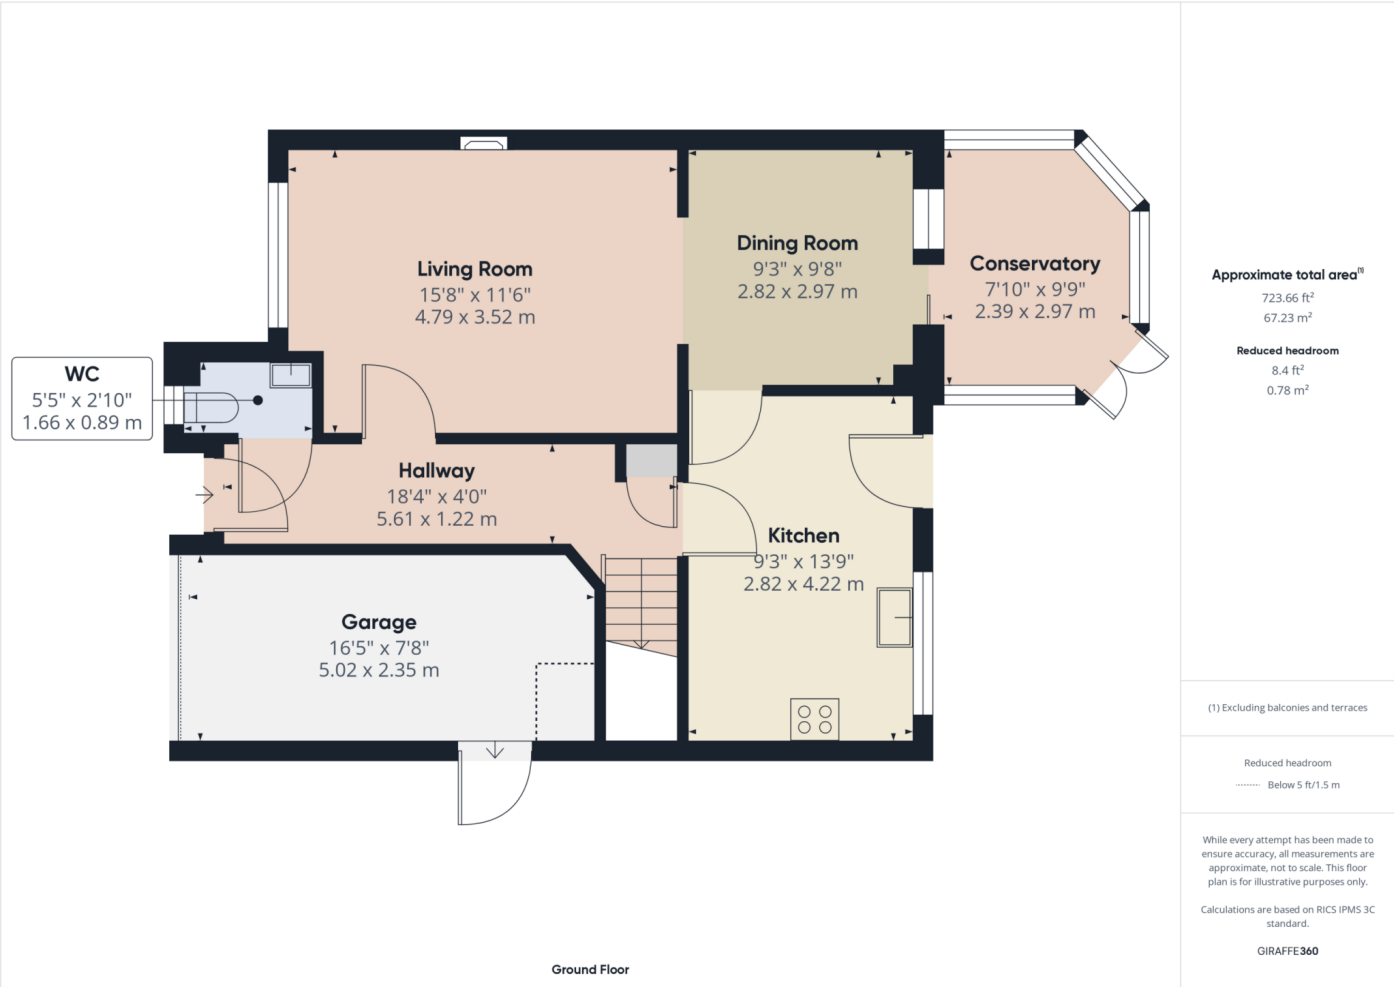 Living Room
15'8" x 11'6"
4.79 x 3.52 m
Dining Room
9'3" x 9'8"
2.82 x 2.97 m
Conservatory
7'10" x 9'9"
2.39 x 2.97 m
WC
5'5" x 2'10"
1.66 x 0.89 m
Hallway
18'4" x 4'0"
5.61 x 1.22 m
Kitchen
9'3" x 13'9"
2.82 x 4.22 m
Garage
16'5" x 7'8"
5.02 x 2.35 m
Ground Floor
Approximate total area⁽¹⁾
723.66 ft²
67.23 m²
Reduced headroom
8.4 ft²
0.78 m²
(1) Excluding balconies and terraces
Reduced headroom
Below 5 ft/1.5 m
While every attempt has been made to
ensure accuracy, all measurements are
approximate, not to scale. This floor
plan is for illustrative purposes only.
Calculations are based on RICS IPMS 3C
standard.
GIRAFFE360